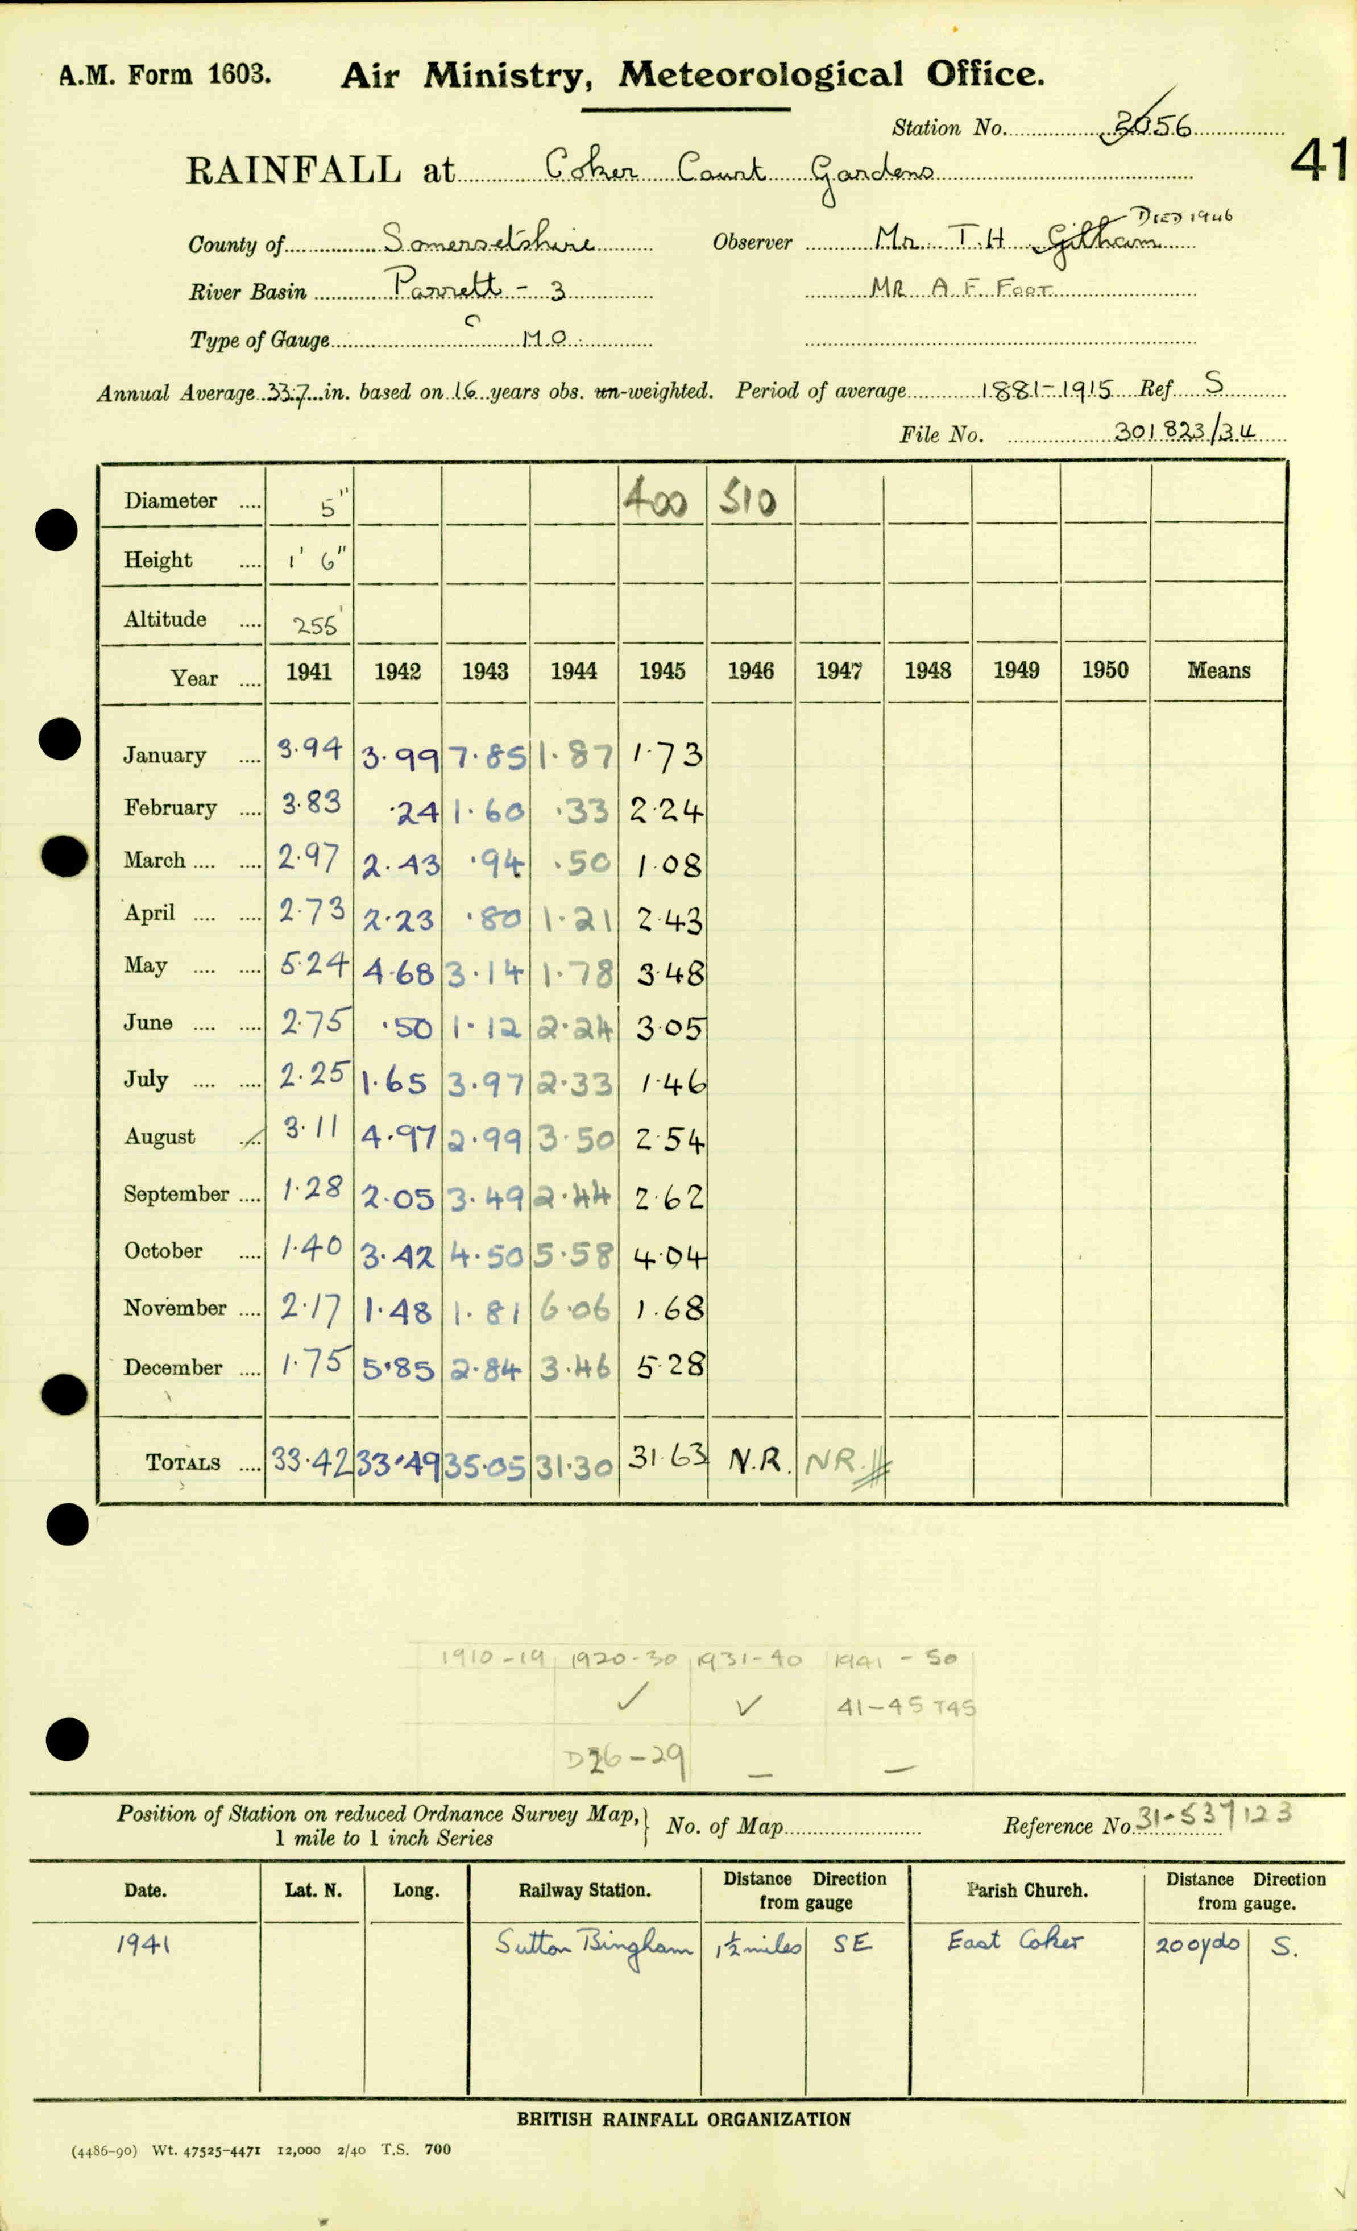 A.M. Form 1603. Air Ministry, Meteorological Office.
Station No. 3056
41
RAINFALL at Coker Court Gardens
DIED 1946
County of Somersetshire Observer Mr. T. H. Gilham
River Basin Parrett - 3 MR A F FOOT
Type of Gauge M.O.
Annual Average 33.7 in. based on 16 years obs. un-weighted. Period of average 1881-1915 Ref S
File No. 301823/34
Diameter .... 5" 400 510
Height .... 1' 6"
Altitude .... 255'
Year .... 1941 1942 1943 1944 1945 1946 1947 1948 1949 1950 Means
January .... 3.94 3.99 7.85 1.87 1.73
February .... 3.83 .24 1.60 .33 2.24
March .... .... 2.97 2.43 .94 .50 1.08
April .... .... 2.73 2.23 .80 1.21 2.43
May .... .... 5.24 4.68 3.14 1.78 3.48
June .... .... 2.75 .50 1.12 2.24 3.05
July .... .... 2.25 1.65 3.97 2.33 1.46
August .... 3.11 4.97 2.99 3.50 2.54
September .... 1.28 2.05 3.49 2.44 2.62
October .... 1.40 3.42 4.50 5.58 4.04
November .... 2.17 1.48 1.81 6.06 1.68
December .... 1.75 5.85 2.84 3.46 5.28
TOTALS .... 33.42 33.49 35.05 31.30 31.63 N.R. NR.
1910-19 1920-30 1931-40 1941-50
✓ ✓ 41-45 T45
D26-29 — —
Position of Station on reduced Ordnance Survey Map, 1 mile to 1 inch Series } No. of Map Reference No. 31-537123
Date. Lat. N. Long. Railway Station. Distance Direction from gauge Parish Church. Distance Direction from gauge.
1941 Sutton Bingham 1½ miles SE East Coker 200yds S.
BRITISH RAINFALL ORGANIZATION
(4486-90) Wt. 47525-4471 12,000 2/40 T.S. 700